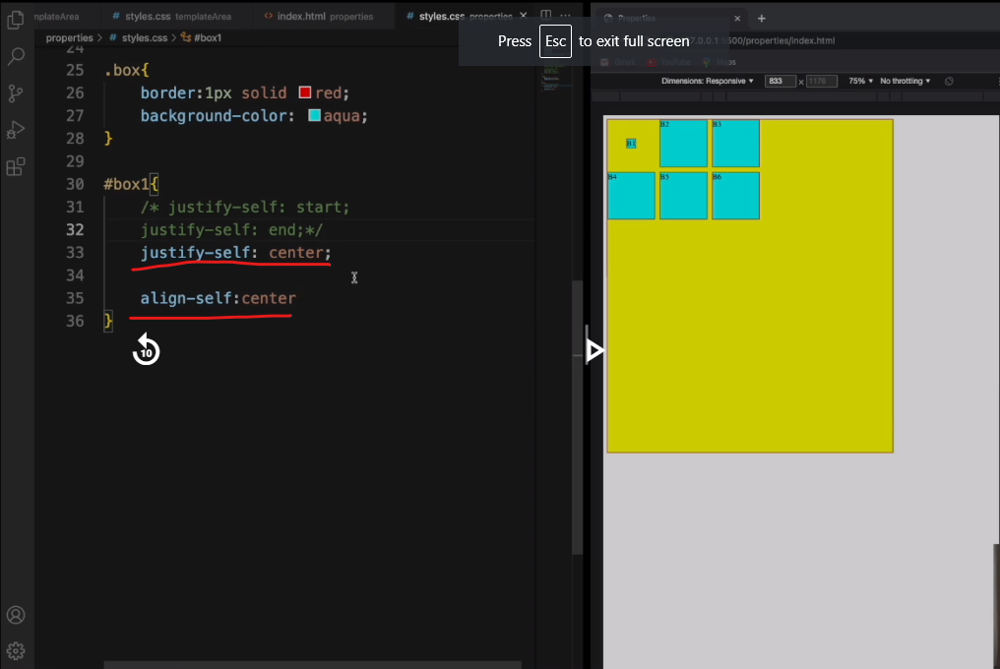 mplateArea
# styles.css templateArea
<> index.html properties
# styles.css properties
properties > # styles.css > #box1
24
25 .box{
26 border:1px solid red;
27 background-color: aqua;
28 }
29
30 #box1{
31 /* justify-self: start;
32 justify-self: end;*/
33 justify-self: center;
34
35 align-self:center
36 }
10
Press Esc to exit full screen
Properties
7.0.0.1:5500/properties/index.html
Gmail YouTube Maps
Dimensions: Responsive 833 x 1176 75% No throttling
B1 B2 B3
B4 B5 B6